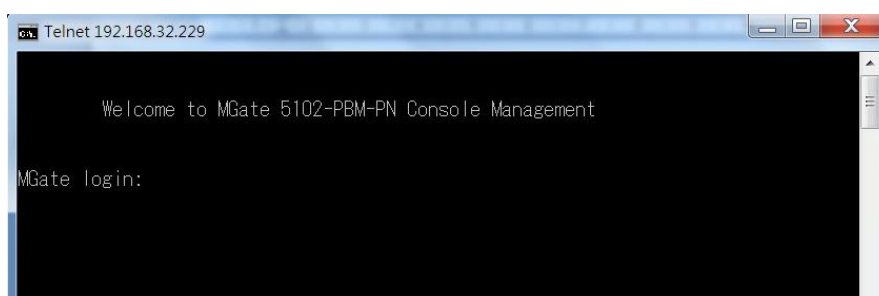 Telnet 192.168.32.229
Welcome to MGate 5102-PBM-PN Console Management
MGate login: